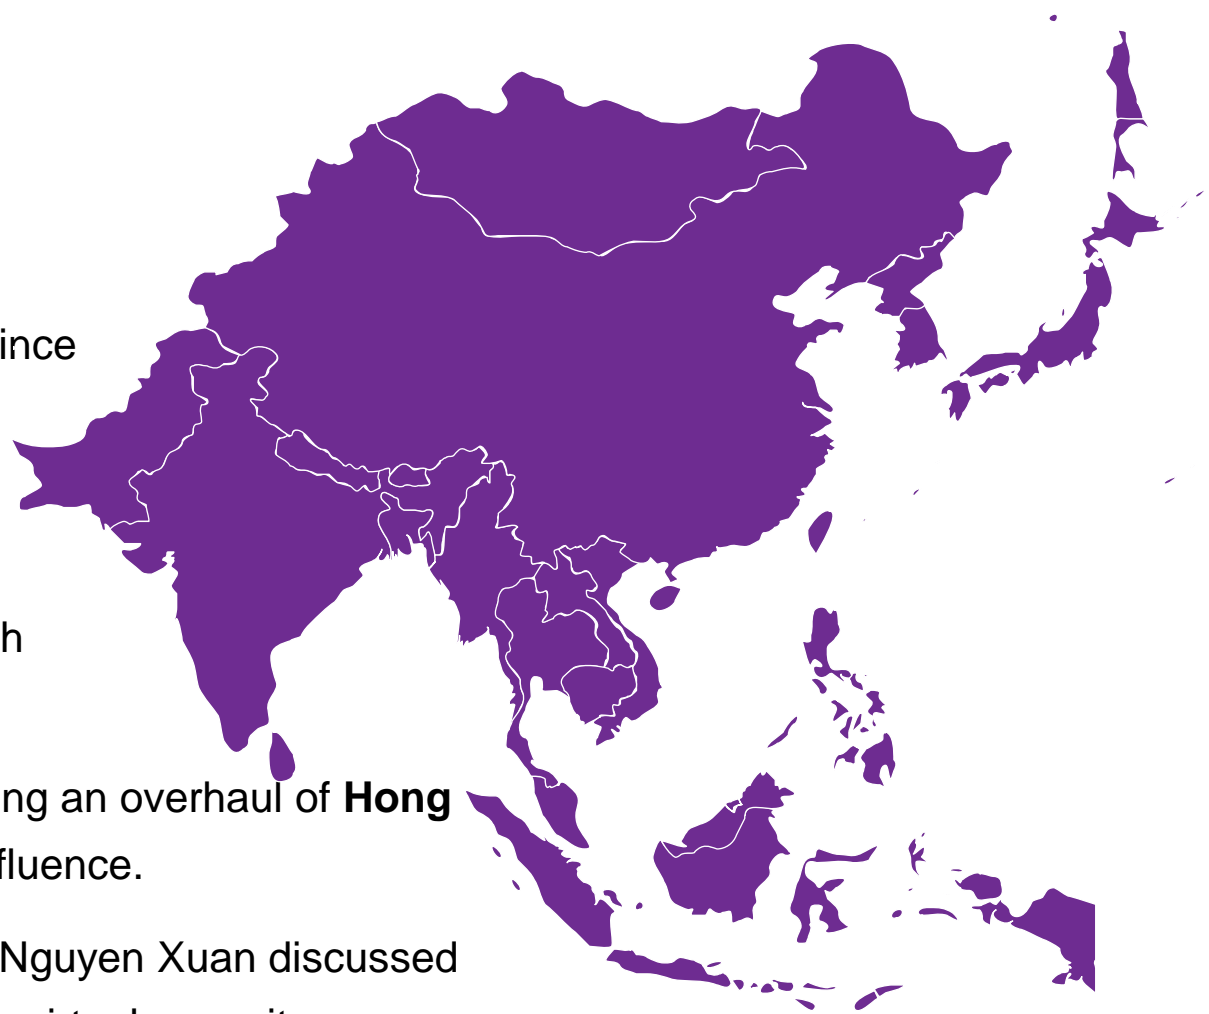 ince
h
ng an overhaul of Hong
fluence.
Nguyen Xuan discussed